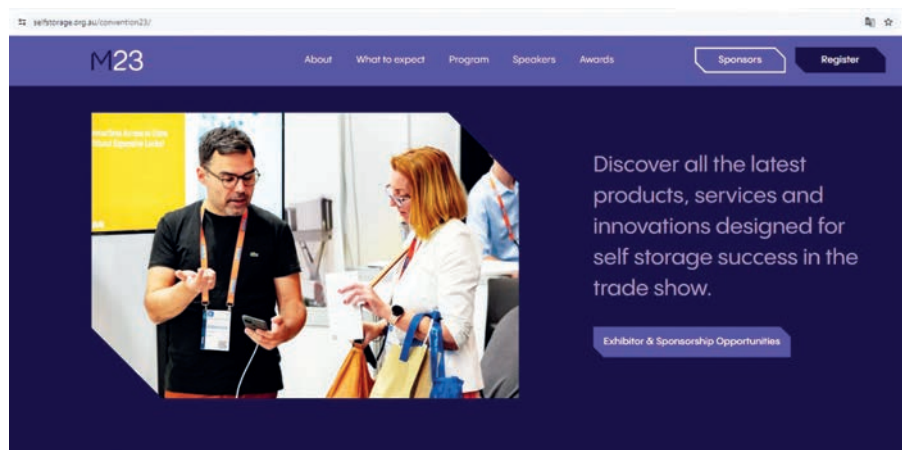 selfstorage.org.au/convention23/
M23
About What to expect Program Speakers Awards Sponsors Register
Discover all the latest
products, services and
innovations designed for
self storage success in the
trade show.
Exhibitor & Sponsorship Opportunities